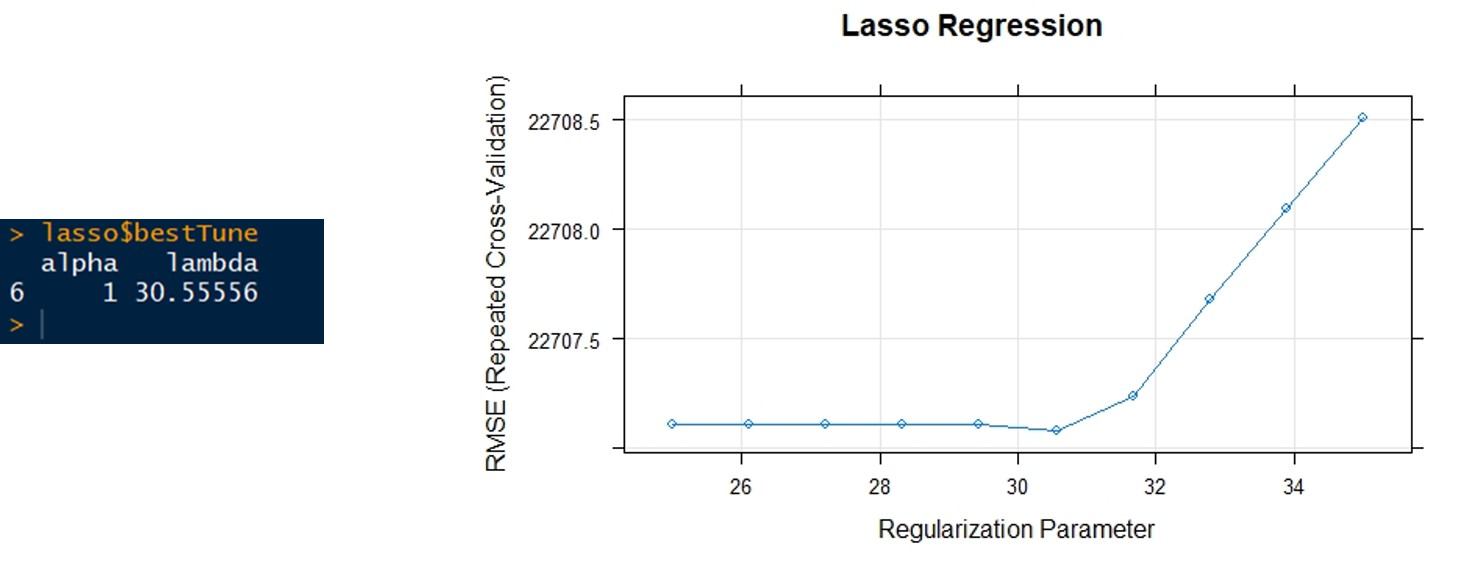 > lasso$bestTune
alpha lambda
6 1 30.55556
>
Lasso Regression
RMSE (Repeated Cross-Validation)
22708.5
22708.0
22707.5
26 28 30 32 34
Regularization Parameter